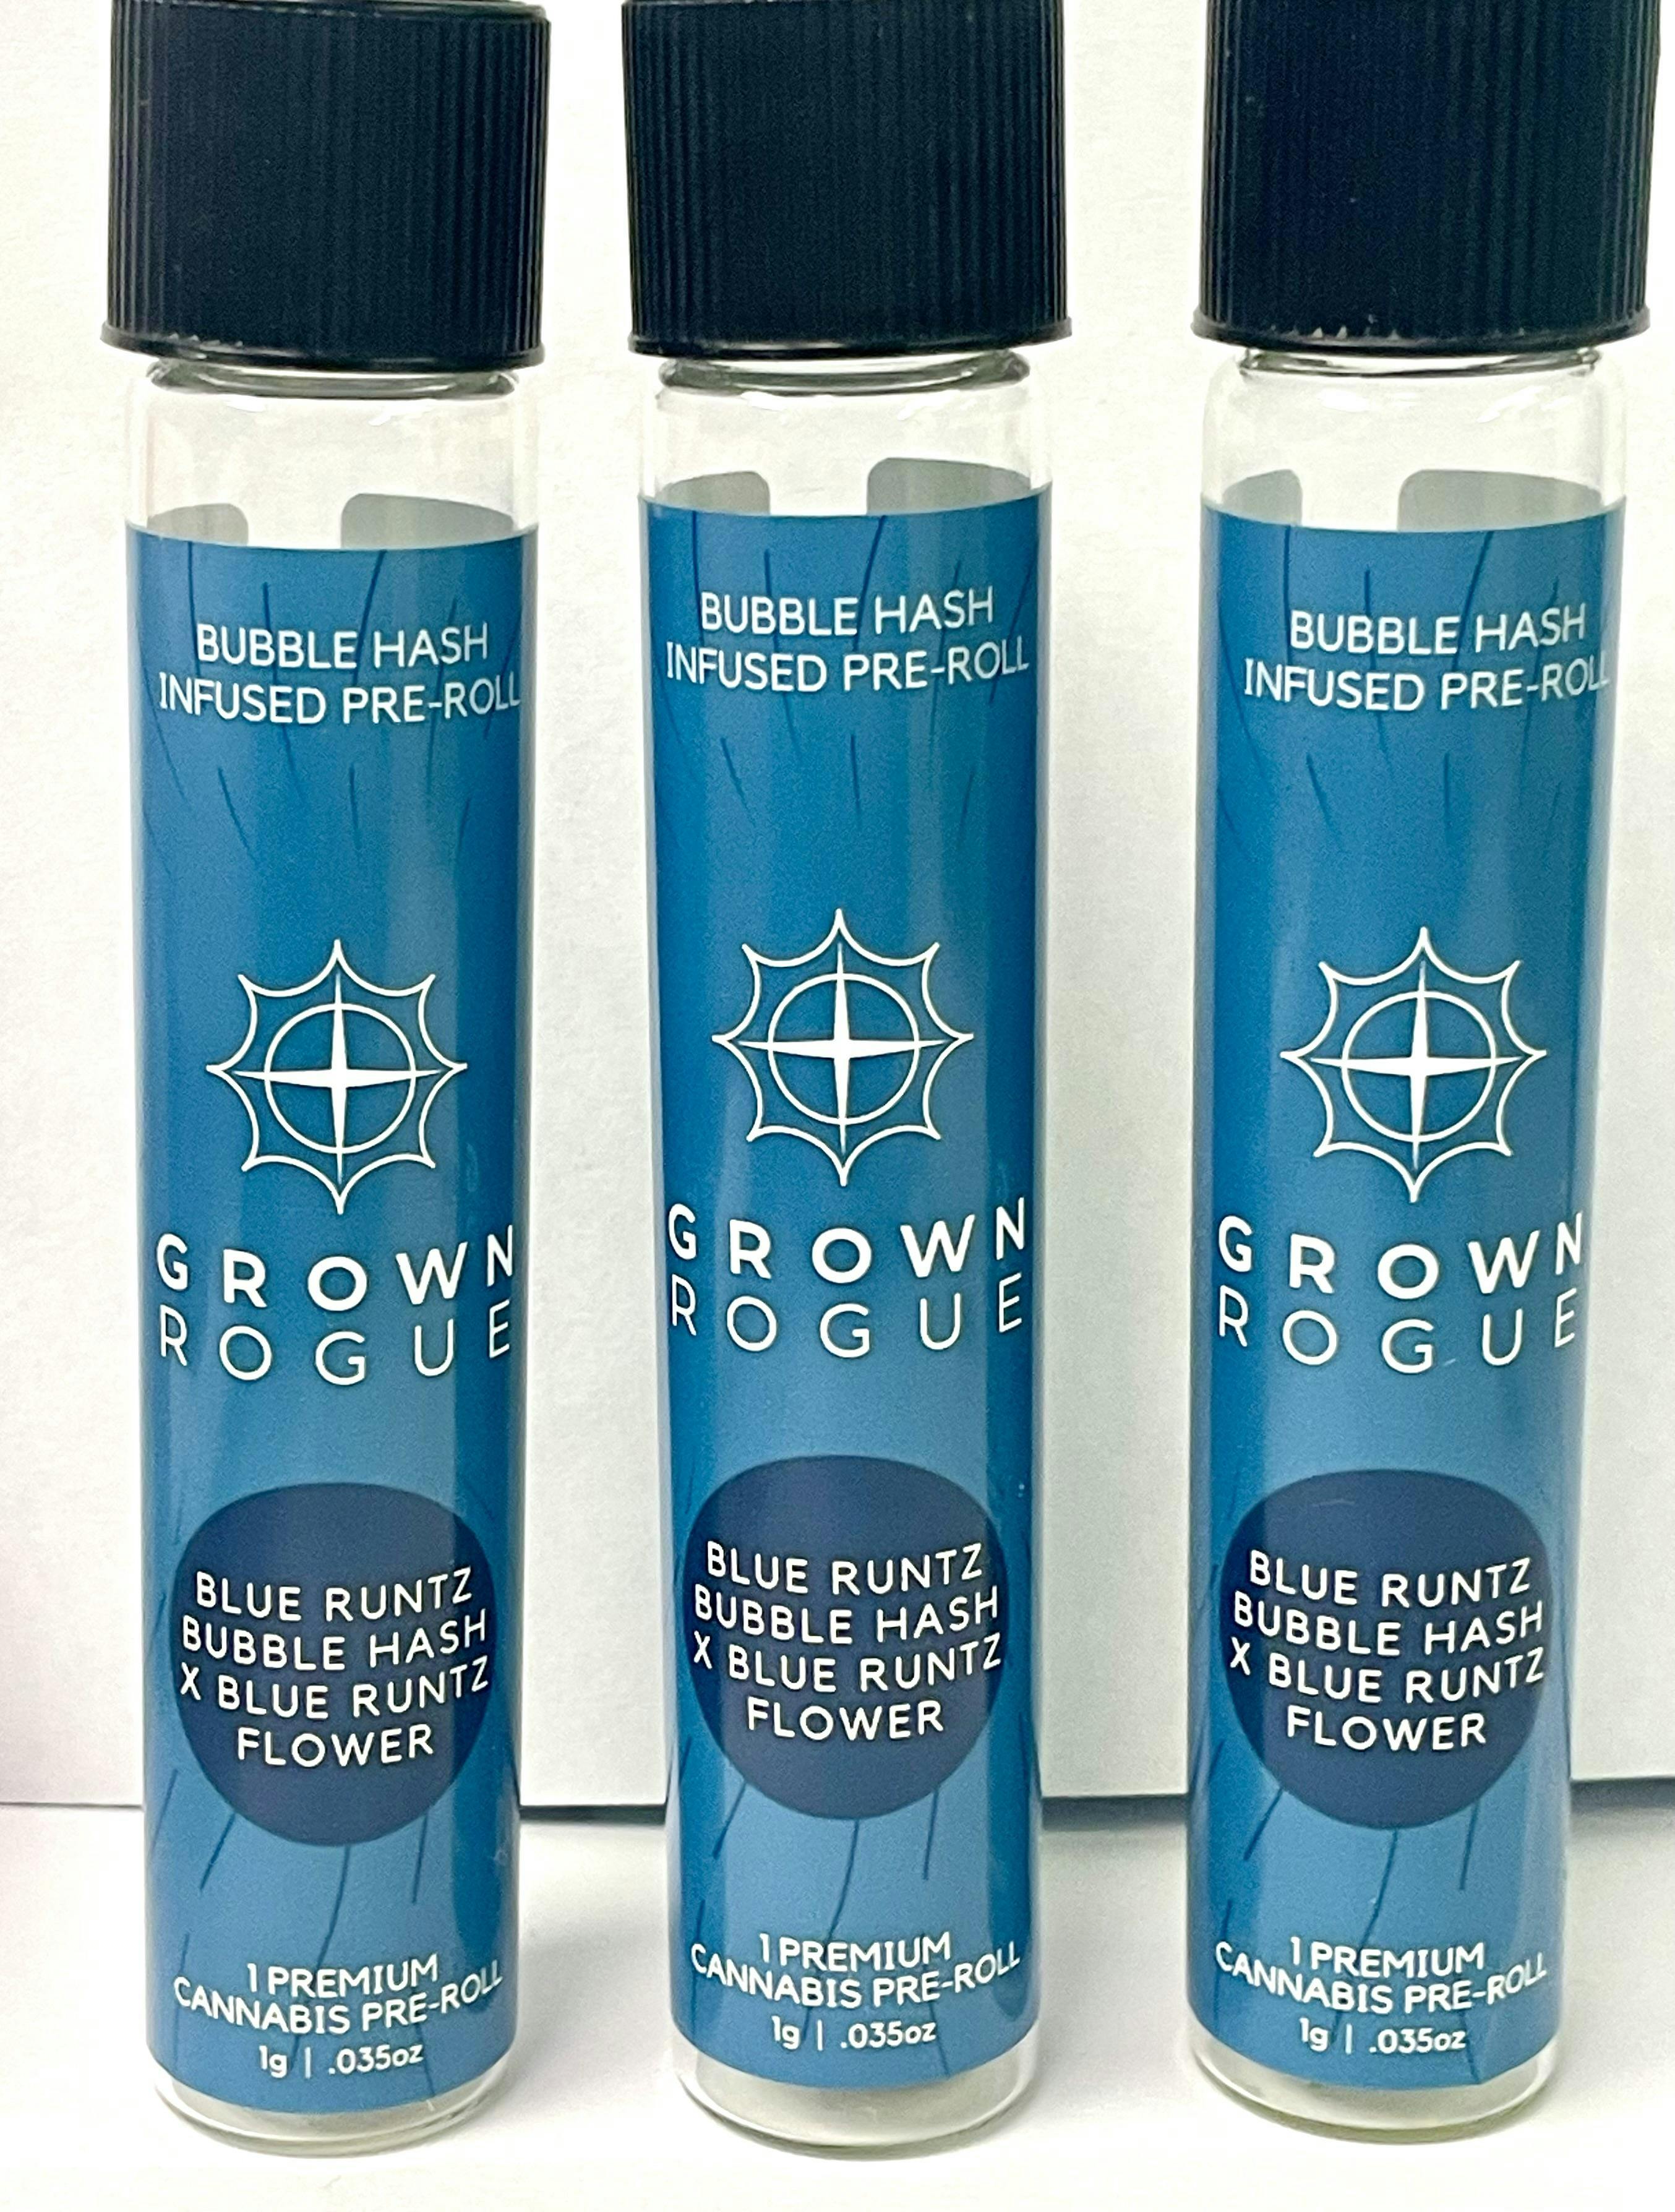 BUBBLE HASH
INFUSED PRE-ROLL
GROWN
ROGUE
BLUE RUNTZ
BUBBLE HASH
X BLUE RUNTZ
FLOWER
1 PREMIUM
CANNABIS PRE-ROLL
1g | .035oz
BUBBLE HASH
INFUSED PRE-ROLL
GROWN
ROGUE
BLUE RUNTZ
BUBBLE HASH
X BLUE RUNTZ
FLOWER
1 PREMIUM
CANNABIS PRE-ROLL
1g | .035oz
BUBBLE HASH
INFUSED PRE-ROLL
GROWN
ROGUE
BLUE RUNTZ
BUBBLE HASH
X BLUE RUNTZ
FLOWER
1 PREMIUM
CANNABIS PRE-ROLL
1g | .035oz